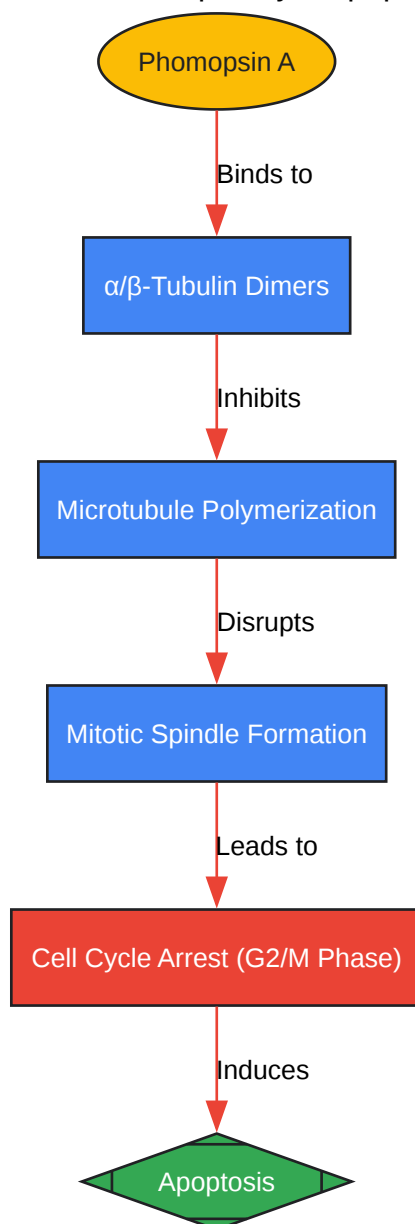 Phomopsin A
Binds to
α/β-Tubulin Dimers
Inhibits
Microtubule Polymerization
Disrupts
Mitotic Spindle Formation
Leads to
Cell Cycle Arrest (G2/M Phase)
Induces
Apoptosis